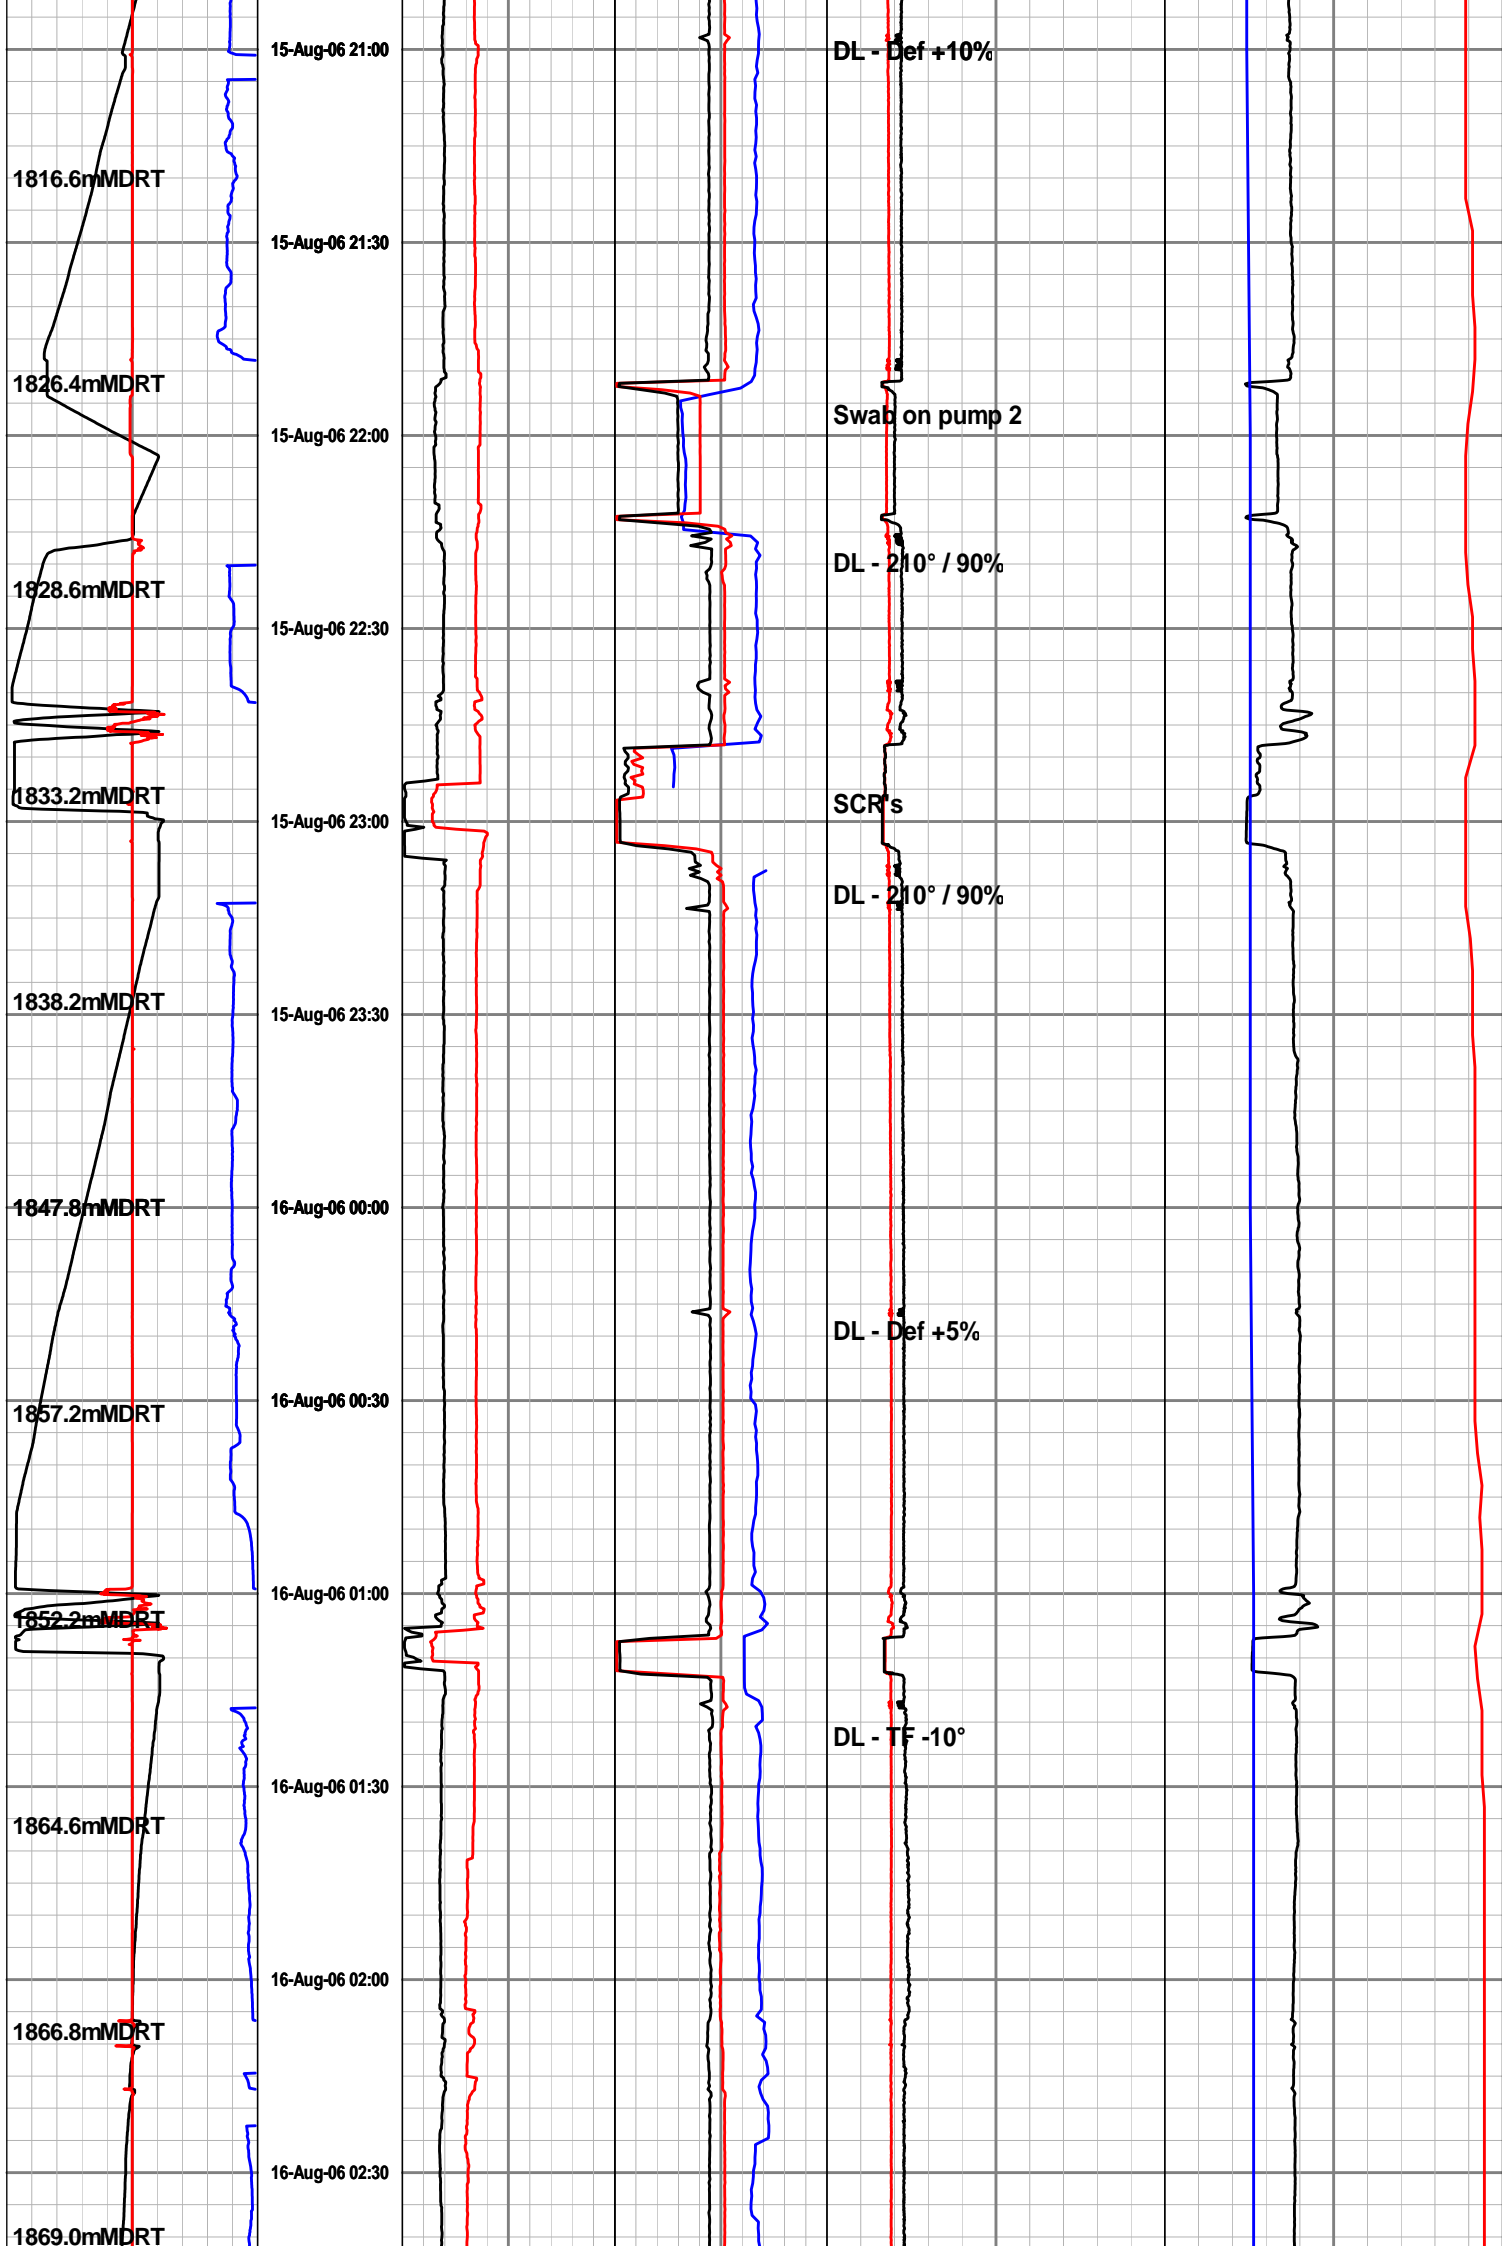 15-Aug-06 21:00
DL - Def +10%
1816.6mMDRT
15-Aug-06 21:30
1826.4mMDRT
Swab on pump 2
15-Aug-06 22:00
DL - 210° / 90%
1828.6mMDRT
15-Aug-06 22:30
1833.2mMDRT
SCR's
15-Aug-06 23:00
DL - 210° / 90%
1838.2mMDRT
15-Aug-06 23:30
1847.8mMDRT
16-Aug-06 00:00
DL - Def +5%
16-Aug-06 00:30
1857.2mMDRT
16-Aug-06 01:00
1852.2mMDRT
DL - TF -10°
16-Aug-06 01:30
1864.6mMDRT
16-Aug-06 02:00
1866.8mMDRT
16-Aug-06 02:30
1869.0mMDRT